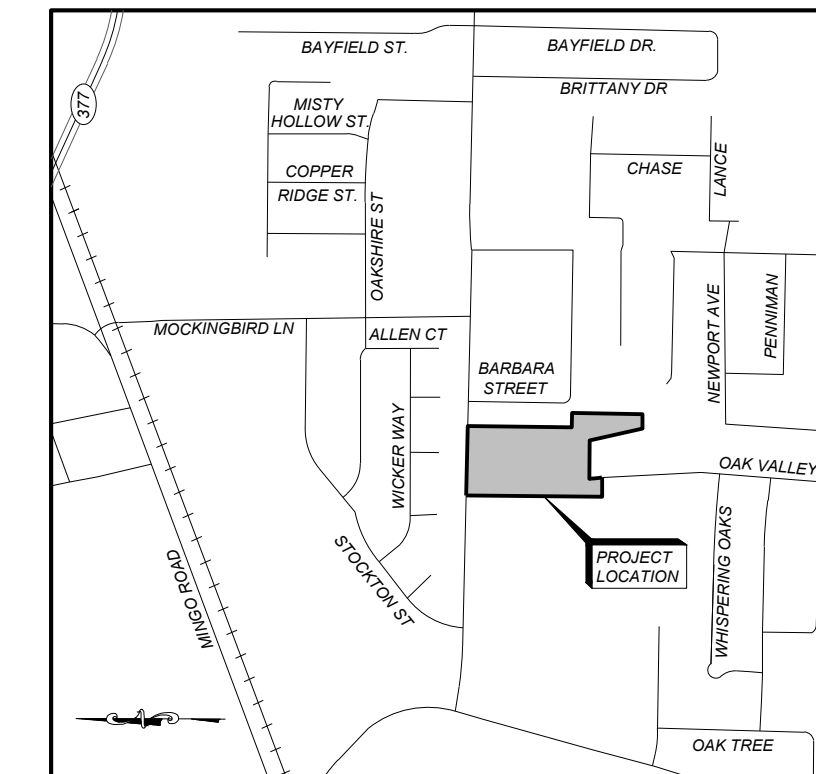 BAYFIELD ST.
BAYFIELD DR.
BRITTANY DR
377
MISTY
HOLLOW ST.
COPPER
RIDGE ST.
CHASE
LANCE
OAKSHIRE ST
MOCKINGBIRD LN
ALLEN CT
NEWPORT AVE
PENNIMAN
BARBARA
STREET
WICKER WAY
OAK VALLEY
STOCKTON ST
PROJECT
LOCATION
WHISPERING OAKS
MINGO ROAD
OAK TREE